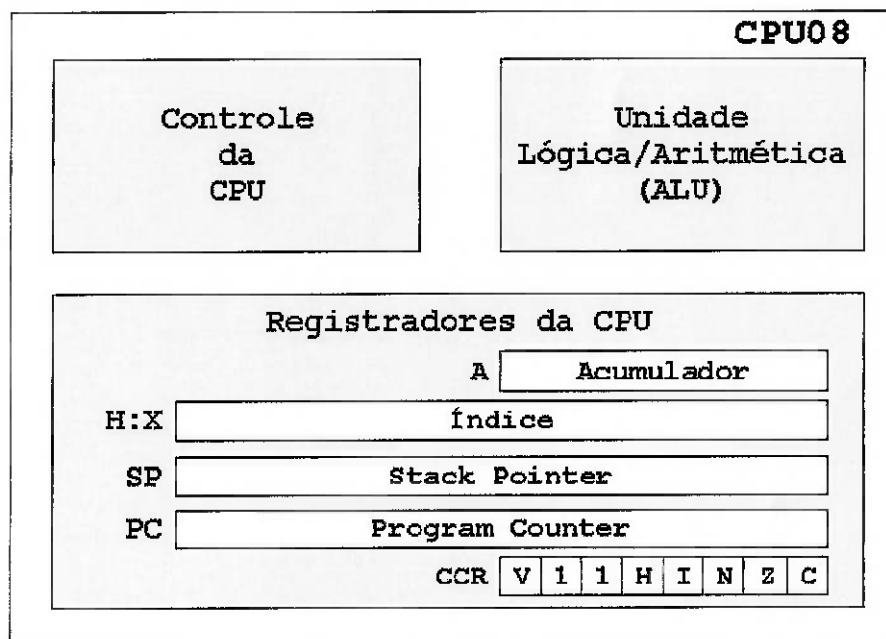 CPU08
Controle
da
CPU
Unidade
Lógica/Aritmética
(ALU)
Registradores da CPU
A Acumulador
H:X Índice
SP Stack Pointer
PC Program Counter
CCR V 1 1 H I N Z C